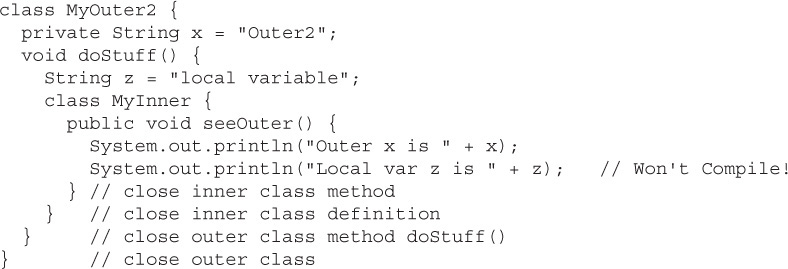 class MyOuter2 {
  private String x = "Outer2";
  void doStuff() {
    String z = "local variable";
    class MyInner {
      public void seeOuter() {
        System.out.println("Outer x is " + x);
        System.out.println("Local var z is " + z);   // Won't Compile!
      } // close inner class method
    }   // close inner class definition
  }     // close outer class method doStuff()
}       // close outer class